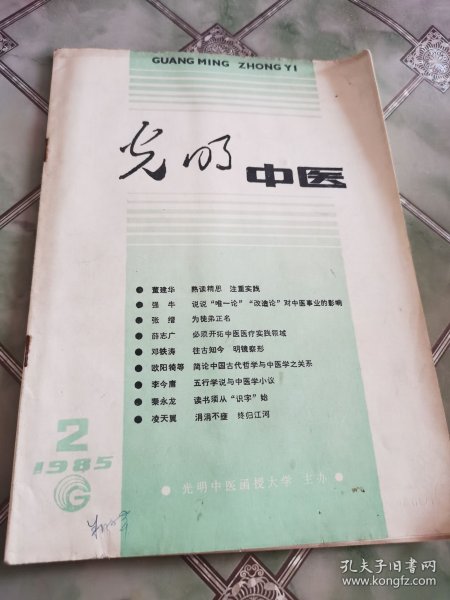 GUANG MING ZHONG YI
光明
中医
● 董建华 熟读精思 注重实践
● 强牛 说说“唯一论”“改造论”对中医事业的影响
● 张缙 为徒弟正名
● 薛志广 必须开拓中医医疗实践领域
● 邓铁涛 往古知今 明镜察形
● 欧阳锜等 简论中国古代哲学与中医学之关系
● 李今庸 五行学说与中医学小议
● 秦永龙 读书须从“识字”始
● 凌天翼 涓涓不壅 终归江河
2
1985
G
● 光明中医函授大学 主办 ●
孔夫子旧书网
www.kongfz.com